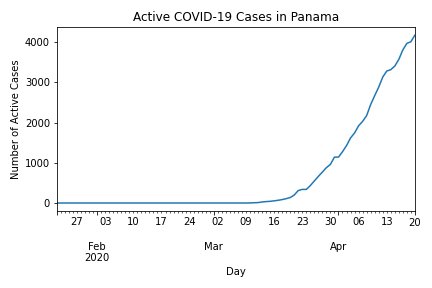 Active COVID-19 Cases in Panama
Number of Active Cases
4000
3000
2000
1000
0
27 03 10 17 24 02 09 16 23 30 06 13 20
Feb Mar Apr
2020
Day